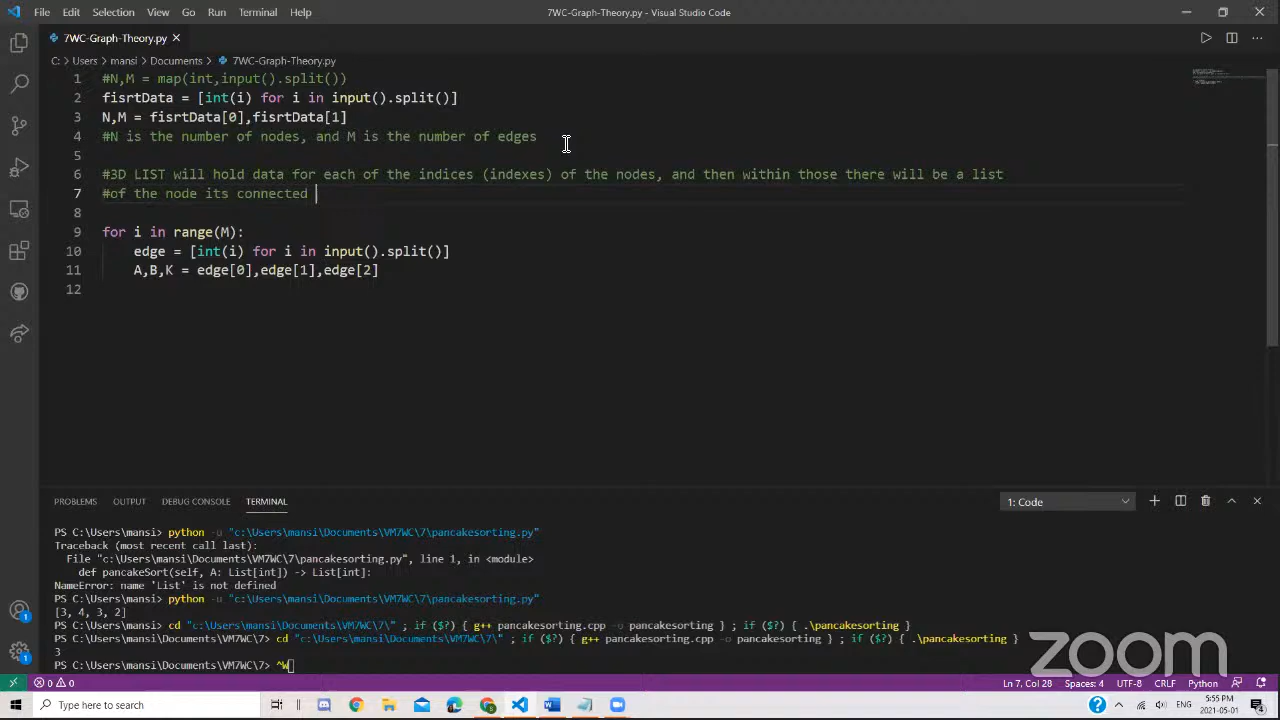 File Edit Selection View Go Run Terminal Help 7WC-Graph-Theory.py - Visual Studio Code
7WC-Graph-Theory.py
C: > Users > mansi > Documents > 7WC-Graph-Theory.py
1 #N,M = map(int,input().split())
2 fisrtData = [int(i) for i in input().split()]
3 N,M = fisrtData[0],fisrtData[1]
4 #N is the number of nodes, and M is the number of edges
5
6 #3D LIST will hold data for each of the indices (indexes) of the nodes, and then within those there will be a list
7 #of the node its connected
8
9 for i in range(M):
10 edge = [int(i) for i in input().split()]
11 A,B,K = edge[0],edge[1],edge[2]
12
PROBLEMS OUTPUT DEBUG CONSOLE TERMINAL 1: Code
PS C:\Users\mansi> python -u "c:\Users\mansi\Documents\VM7WC\7\pancakesorting.py"
Traceback (most recent call last):
File "c:\Users\mansi\Documents\VM7WC\7\pancakesorting.py", line 1, in <module>
def pancakeSort(self, A: List[int]) -> List[int]:
NameError: name 'List' is not defined
PS C:\Users\mansi> python -u "c:\Users\mansi\Documents\VM7WC\7\pancakesorting.py"
[3, 4, 3, 2]
PS C:\Users\mansi> cd "c:\Users\mansi\Documents\VM7WC\7\" ; if ($?) { g++ pancakesorting.cpp -o pancakesorting } ; if ($?) { .\pancakesorting }
PS C:\Users\mansi\Documents\VM7WC\7> cd "c:\Users\mansi\Documents\VM7WC\7\" ; if ($?) { g++ pancakesorting.cpp -o pancakesorting } ; if ($?) { .\pancakesorting }
3
PS C:\Users\mansi\Documents\VM7WC\7> ^W
zoom
0 0 Ln 7, Col 28 Spaces: 4 UTF-8 CRLF Python
Type here to search ENG 5:55 PM 2021-05-01